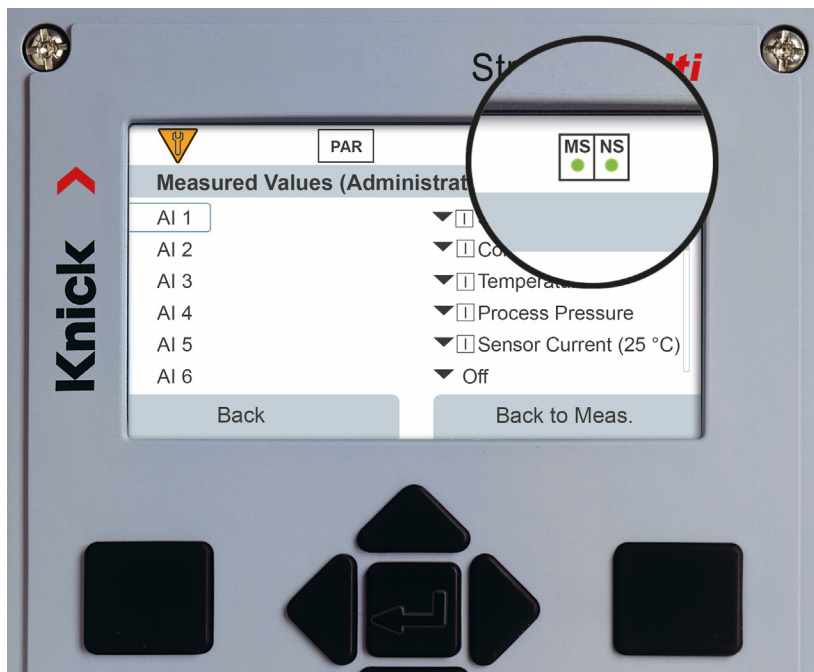 PAR
MS NS
Measured Values
AI 1
AI 2
AI 3
AI 4 Process Pressure
AI 5 Sensor Current (25 °C)
AI 6 Off
Back Back to Meas.
Knick